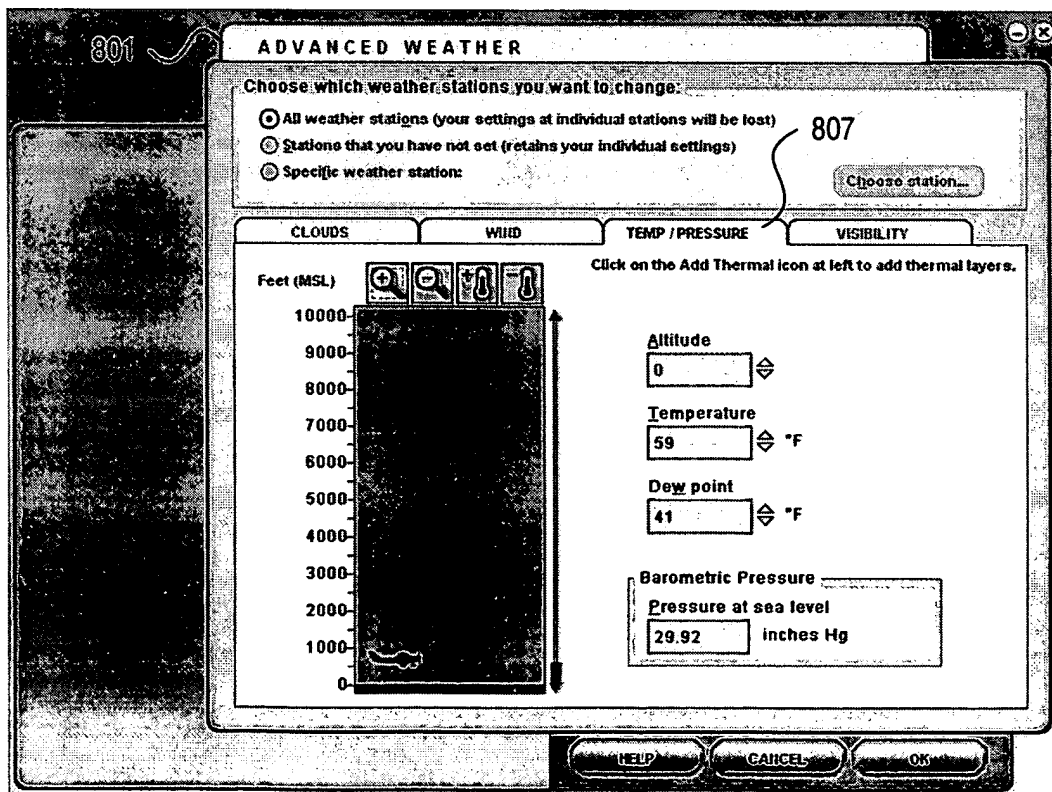 801
ADVANCED WEATHER
Choose which weather stations you want to change:
All weather stations (your settings at individual stations will be lost)
807
Stations that you have not set (retains your individual settings)
Specific weather station:
Choose station...
CLOUDS WIND TEMP / PRESSURE VISIBILITY
Feet (MSL)
Click on the Add Thermal icon at left to add thermal layers.
10000
9000
8000
7000
6000
5000
4000
3000
2000
1000
0
Altitude
0
Temperature
59 °F
Dew point
41 °F
Barometric Pressure
Pressure at sea level
29.92 inches Hg
HELP CANCEL OK